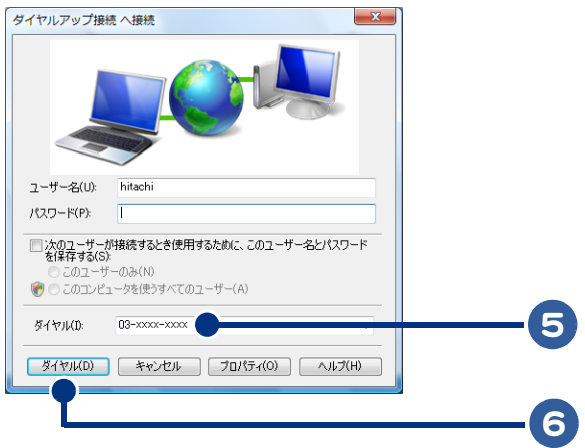 ダイヤルアップ接続 へ接続
ユーザー名(U): hitachi
パスワード(P):
次のユーザーが接続するとき使用するために、このユーザー名とパスワード
を保存する(S):
このユーザーのみ(N)
このコンピュータを使うすべてのユーザー(A)
ダイヤル(I): 03-xxxx-xxxx
5
ダイヤル(D) キャンセル プロパティ(O) ヘルプ(H)
6